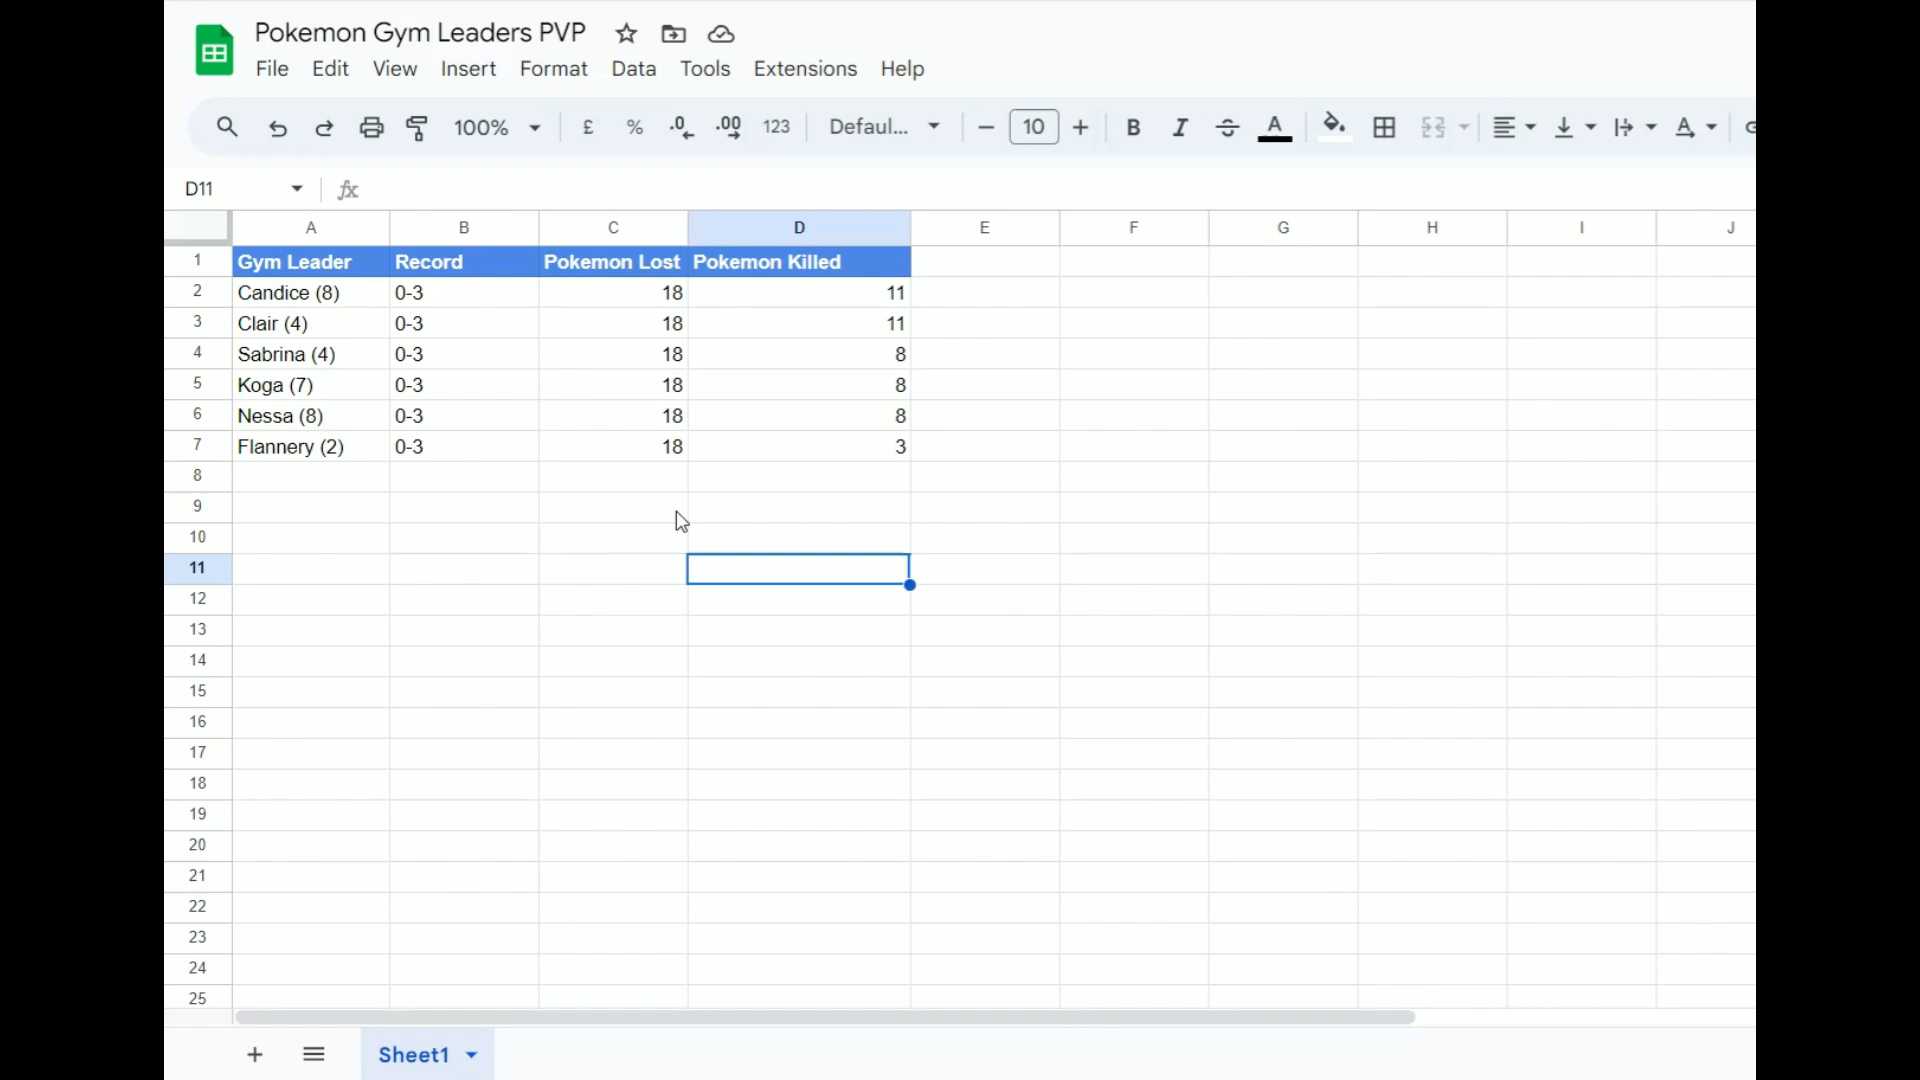 Pokemon Gym Leaders PVP
File Edit View Insert Format Data Tools Extensions Help
100% £ % .0 .00 123 Defaul... 10 B I A A
D11 fx
A B C D E F G H I J
1 Gym Leader Record Pokemon Lost Pokemon Killed
2 Candice (8) 0-3 18 11
3 Clair (4) 0-3 18 11
4 Sabrina (4) 0-3 18 8
5 Koga (7) 0-3 18 8
6 Nessa (8) 0-3 18 8
7 Flannery (2) 0-3 18 3
8
9
10
11
12
13
14
15
16
17
18
19
20
21
22
23
24
25
Sheet1